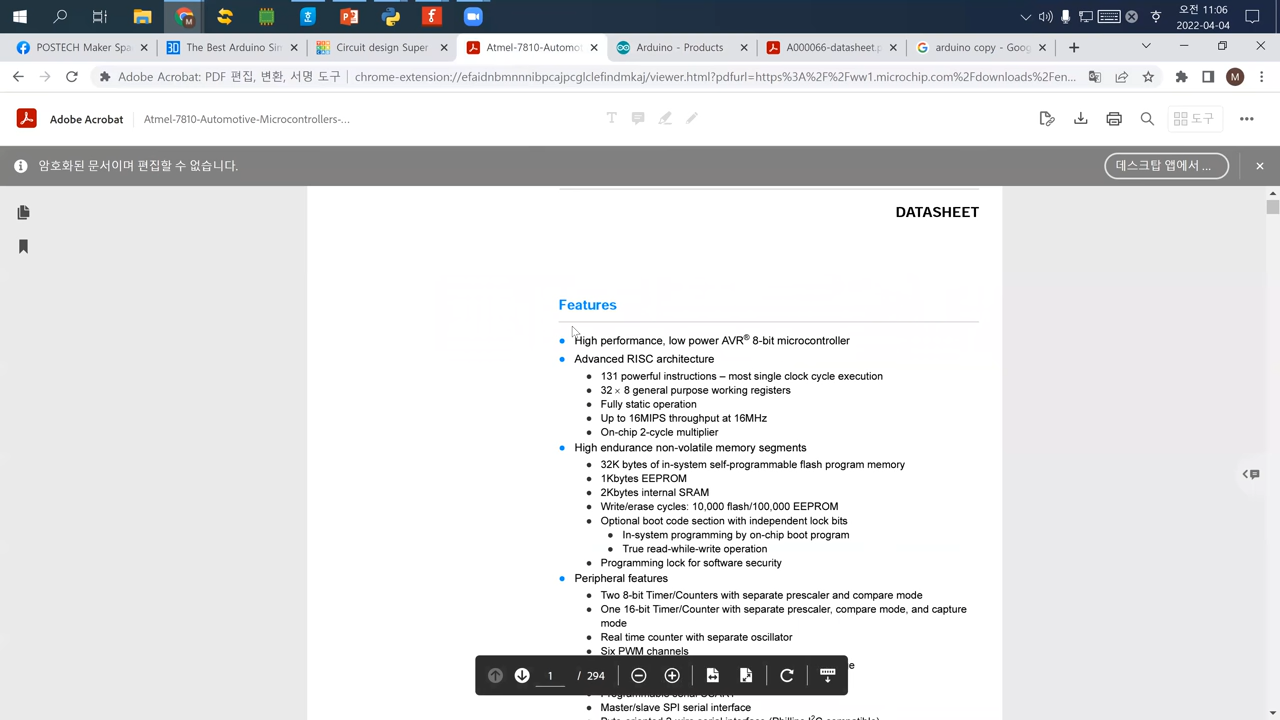 오전 11:06
2022-04-04
POSTECH Maker Spa
The Best Arduino Sin
Circuit design Super
Atmel-7810-Automo
Arduino - Products
A000066-datasheet.p
arduino copy - Goog
Adobe Acrobat: PDF 편집, 변환, 서명 도구
chrome-extension://efaidnbmnnnibpcajpcglclefindmkaj/viewer.html?pdfurl=https%3A%2F%2Fww1.microchip.com%2Fdownloads%2Fen...
M
Adobe Acrobat
Atmel-7810-Automotive-Microcontrollers-...
도구
암호화된 문서이며 편집할 수 없습니다.
데스크탑 앱에서 ...
DATASHEET
Features
High performance, low power AVR® 8-bit microcontroller
Advanced RISC architecture
131 powerful instructions – most single clock cycle execution
32 × 8 general purpose working registers
Fully static operation
Up to 16MIPS throughput at 16MHz
On-chip 2-cycle multiplier
High endurance non-volatile memory segments
32K bytes of in-system self-programmable flash program memory
1Kbytes EEPROM
2Kbytes internal SRAM
Write/erase cycles: 10,000 flash/100,000 EEPROM
Optional boot code section with independent lock bits
In-system programming by on-chip boot program
True read-while-write operation
Programming lock for software security
Peripheral features
Two 8-bit Timer/Counters with separate prescaler and compare mode
One 16-bit Timer/Counter with separate prescaler, compare mode, and capture
mode
Real time counter with separate oscillator
Six PWM channels
1 / 294
Master/slave SPI serial interface